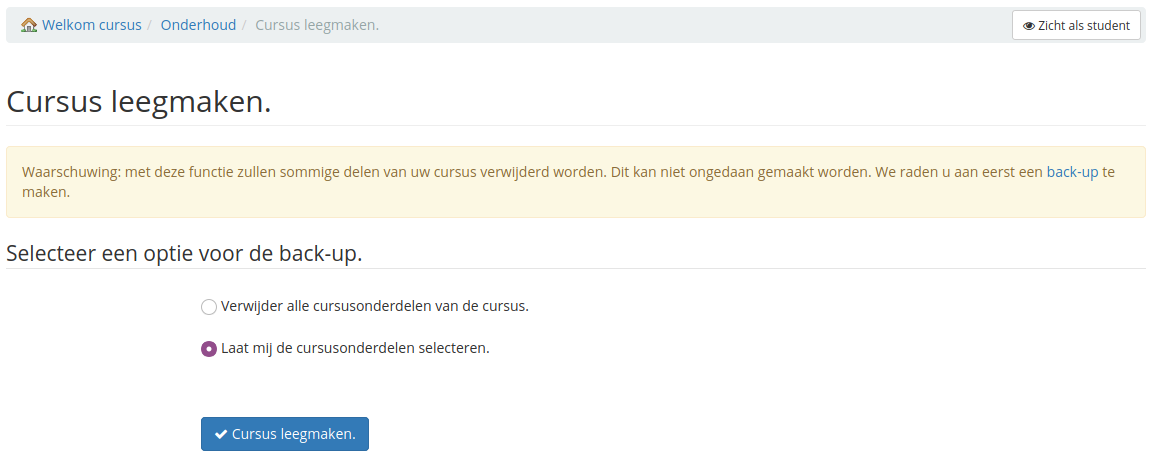 Welkom cursus / Onderhoud / Cursus leegmaken. Zicht als student
Cursus leegmaken.
Waarschuwing: met deze functie zullen sommige delen van uw cursus verwijderd worden. Dit kan niet ongedaan gemaakt worden. We raden u aan eerst een back-up te
maken.
Selecteer een optie voor de back-up.
Verwijder alle cursusonderdelen van de cursus.
Laat mij de cursusonderdelen selecteren.
Cursus leegmaken.